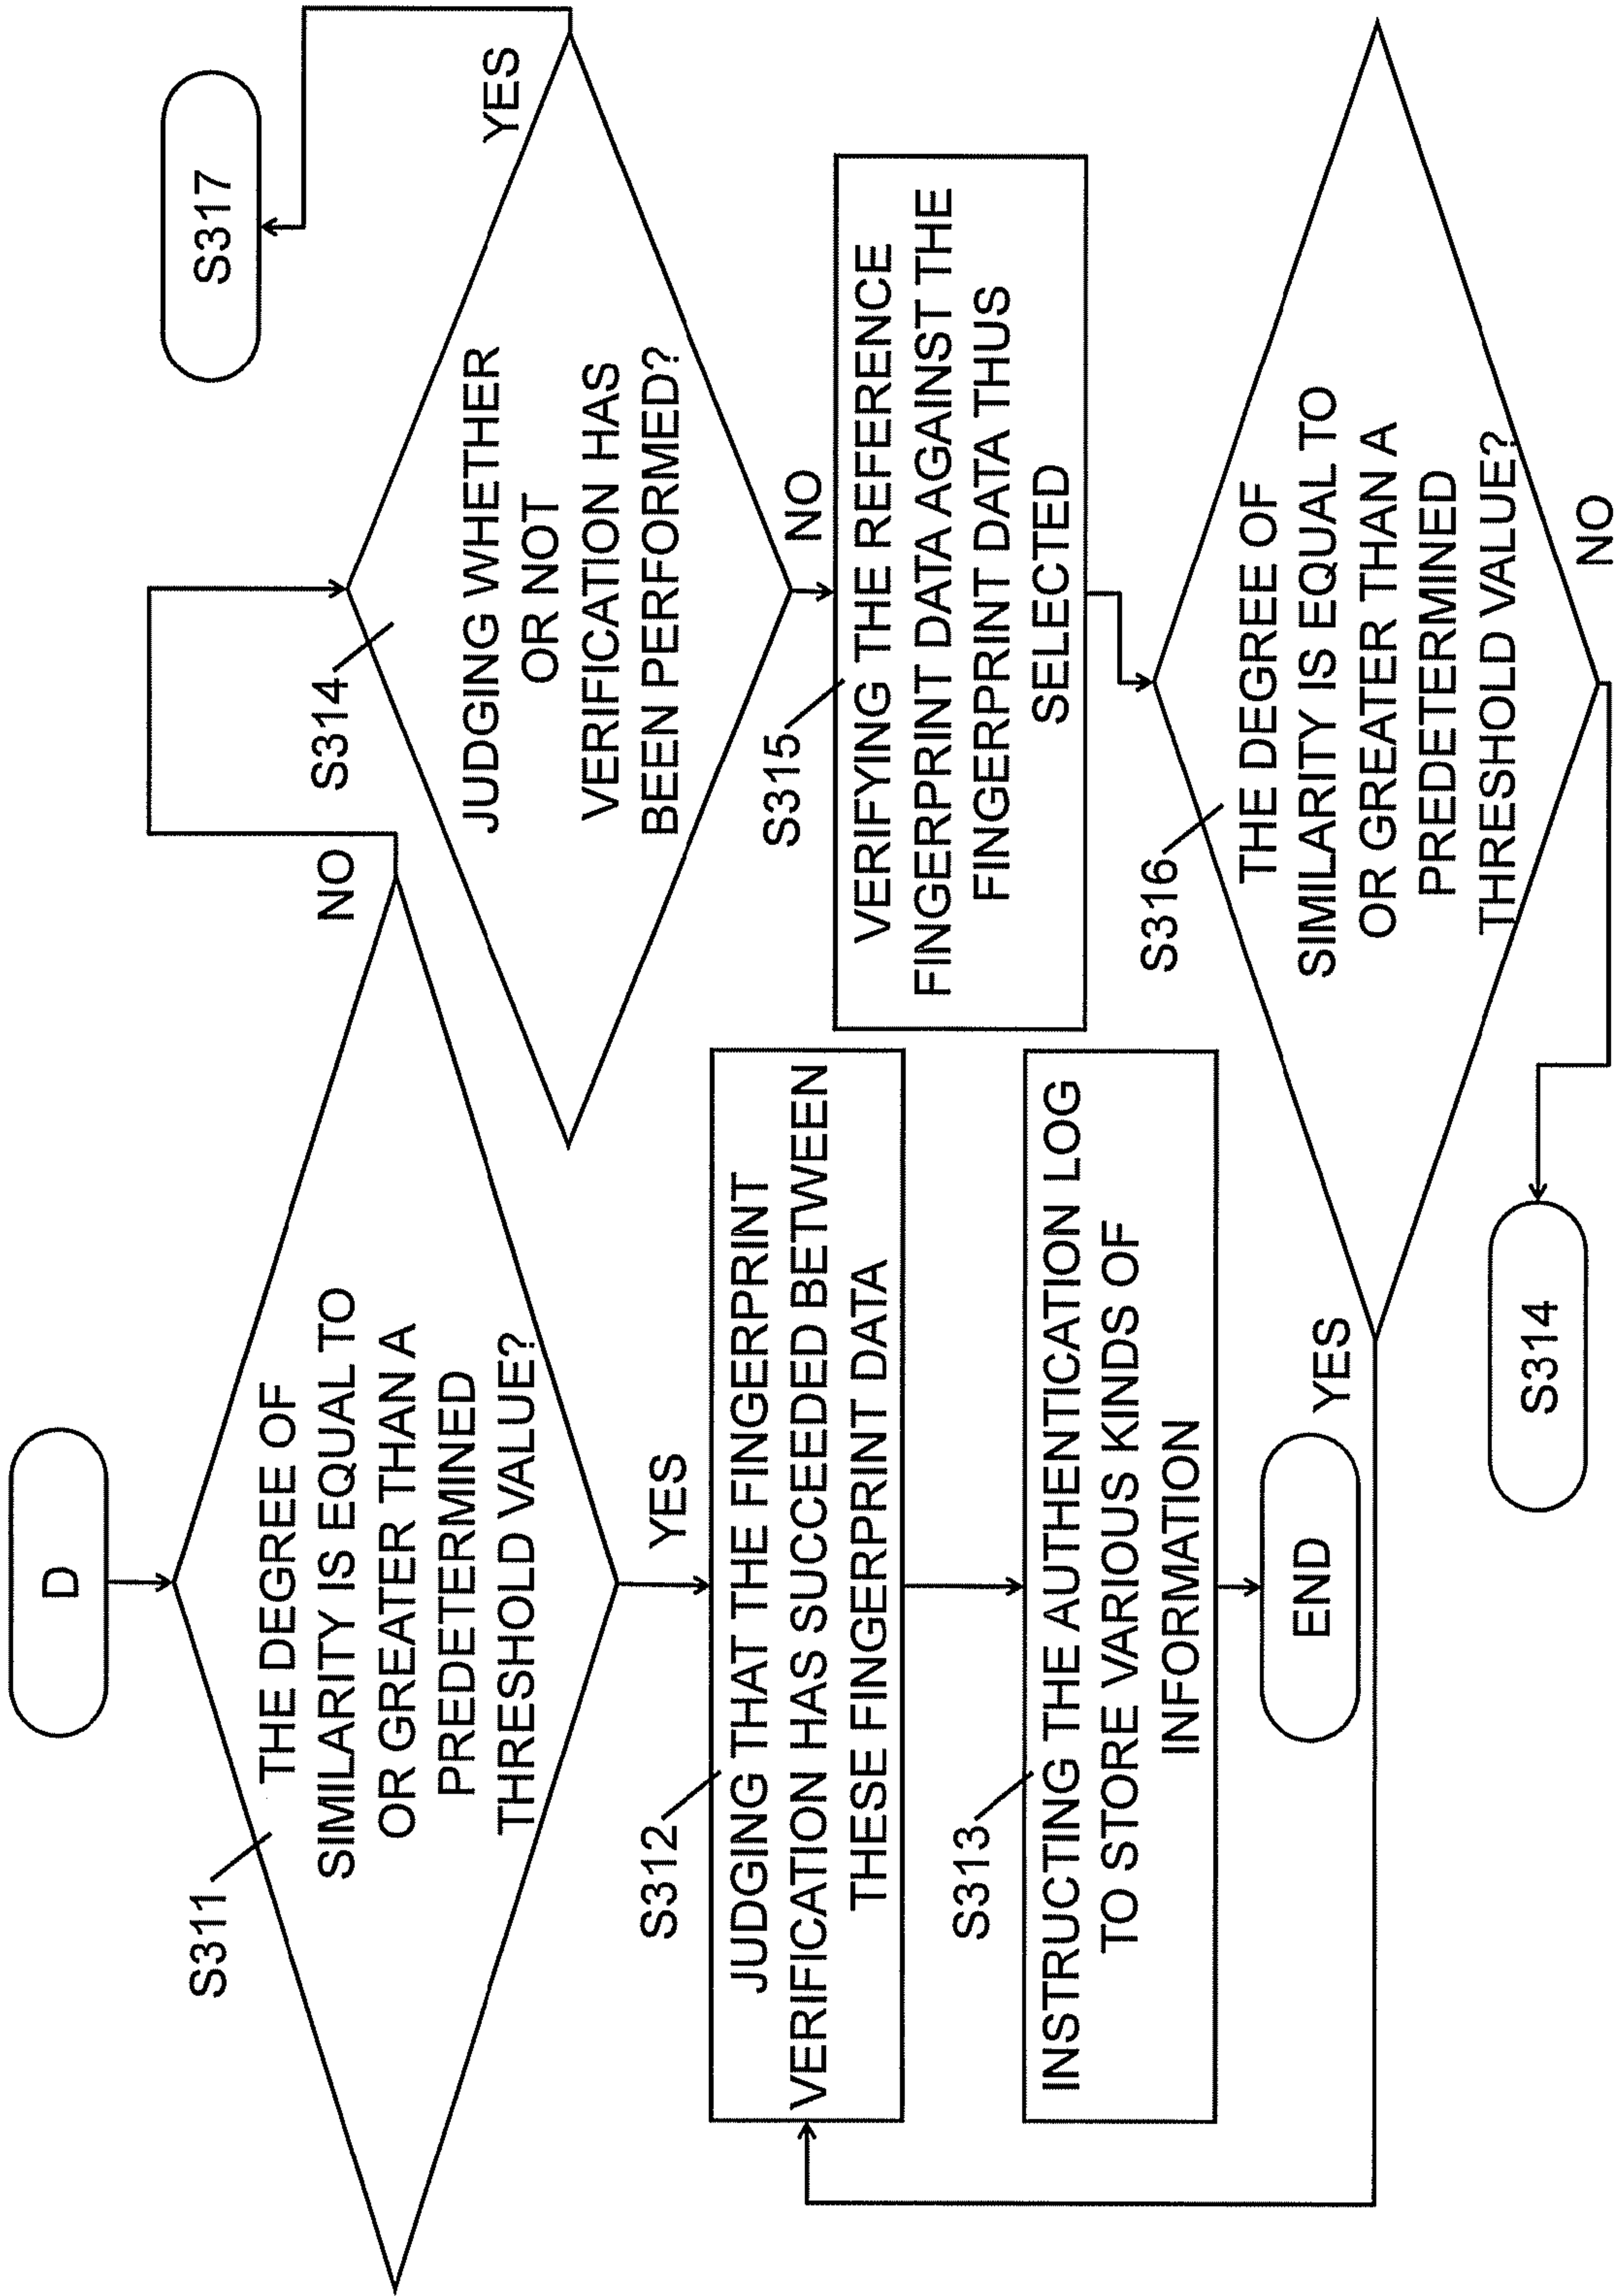 D
S311
THE DEGREE OF
SIMILARITY IS EQUAL TO
OR GREATER THAN A
PREDETERMINED
THRESHOLD VALUE?
NO
YES
S312
JUDGING THAT THE FINGERPRINT
VERIFICATION HAS SUCCEEDED BETWEEN
THESE FINGERPRINT DATA
S313
INSTRUCTING THE AUTHENTICATION LOG
TO STORE VARIOUS KINDS OF
INFORMATION
END
S317
YES
S314
JUDGING WHETHER
OR NOT
VERIFICATION HAS
BEEN PERFORMED?
NO
S315
VERIFYING THE REFERENCE
FINGERPRINT DATA AGAINST THE
FINGERPRINT DATA THUS
SELECTED
S316
THE DEGREE OF
SIMILARITY IS EQUAL TO
OR GREATER THAN A
PREDETERMINED
THRESHOLD VALUE?
YES
NO
S314